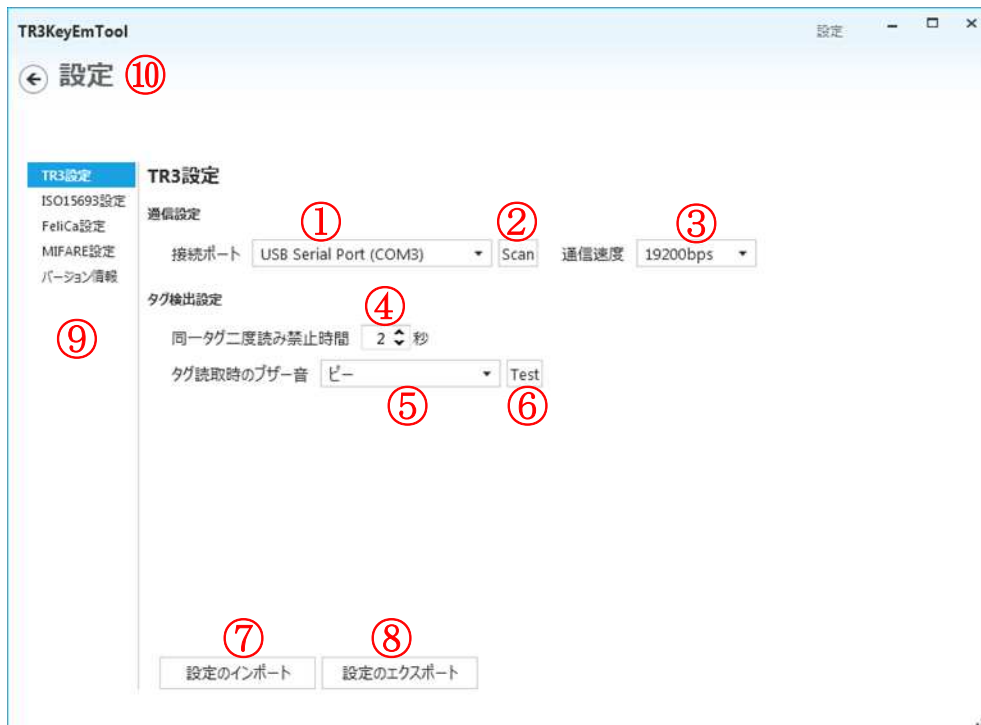 TR3KeyEmTool 設定
設定 ⑩
TR3設定
ISO15693設定
FeliCa設定
MIFARE設定
バージョン情報
⑨
TR3設定
通信設定
① ② ③
接続ポート USB Serial Port (COM3) Scan 通信速度 19200bps
タグ検出設定
④
同一タグ二度読み禁止時間 2 秒
タグ読取時のブザー音 ピー Test
⑤ ⑥
⑦ ⑧
設定のインポート 設定のエクスポート